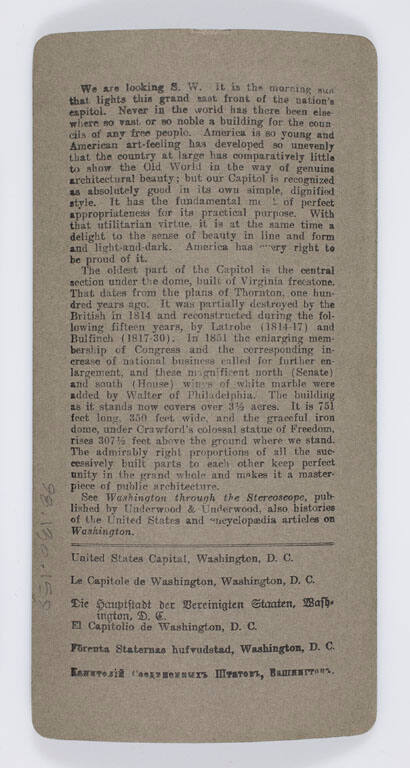 We are looking S. W. It is the morning sun
that lights this grand east front of the nation's
capitol. Never in the world has there been else-
where so vast or so noble a building for the coun-
cils of any free people. America is so young and
American art-feeling has developed so unevenly
that the country at large has comparatively little
to show the Old World in the way of genuine
architectural beauty; but our Capitol is recognized
as absolutely good in its own simple, dignified
style. It has the fundamental of perfect
appropriateness for its practical purpose. With
that utilitarian virtue, it is at the same time a
delight to the sense of beauty in line and form
and light-and-dark. America has every right to
be proud of it.
The oldest part of the Capitol is the central
section under the dome, built of Virginia freestone.
That dates from the plans of Thornton, one hun-
dred years ago. It was partially destroyed by the
British in 1814 and reconstructed during the fol-
lowing fifteen years, by Latrobe (1814-17) and
Bulfinch (1817-30). In 1851 the enlarging mem-
bership of Congress and the corresponding in-
crease of national business called for further en-
largement, and these magnificent north (Senate)
and south (House) wings of white marble were
added by Walter of Philadelphia. The building
as it stands now covers over 3½ acres. It is 751
feet long, 350 feet wide, and the graceful iron
dome, under Crawford's colossal statue of Freedom,
rises 307½ feet above the ground where we stand.
The admirably right proportions of all the suc-
cessively built parts to each other keep perfect
unity in the grand whole and makes it a master-
piece of public architecture.
See Washington through the Stereoscope, pub-
lished by Underwood & Underwood, also histories
of the United States and encyclopædia articles on
Washington.
United States Capital, Washington, D. C.
Le Capitole de Washington, Washington, D. C.
Die Hauptstadt der Vereinigten Staaten, Wash-
ington, D. C.
El Capitolio de Washington, D. C.
Förenta Staternas hufvudstad, Washington, D. C.
Капитолій Соединенныхъ Штатовъ, Вашингтонъ.